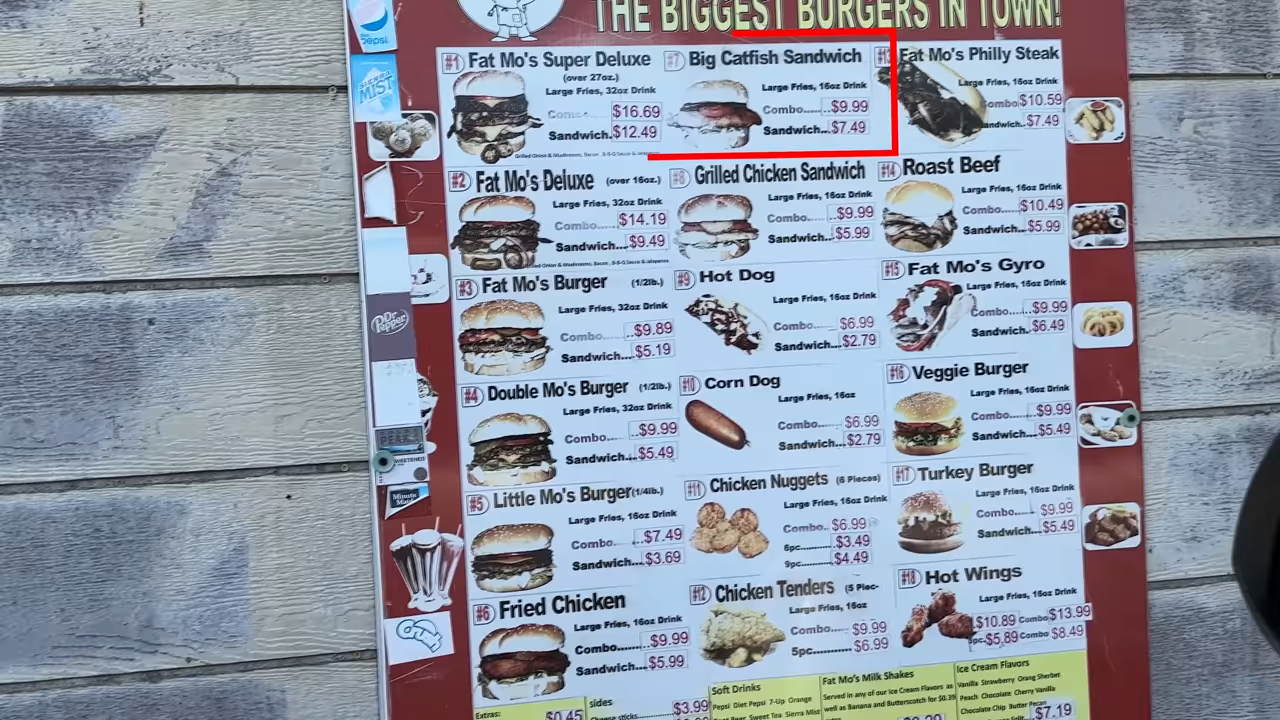 THE BIGGEST BURGERS IN TOWN!
#1 Fat Mo's Super Deluxe
(over 27oz.)
Large Fries, 32oz Drink
$16.69
Sandwich.$12.49
Grilled Onion & Mushrooms, Bacon, B-B-Q Sauce & Jalapenos
#2 Fat Mo's Deluxe (over 16oz.)
Large Fries, 32oz Drink
Combo.....$14.19
Sandwich...$9.49
Onion & Mushrooms, Bacon, B-B-Q Sauce & Jalapenos
#3 Fat Mo's Burger (1/2lb.)
Large Fries, 32oz Drink
Combo.......$9.89
Sandwich...$5.19
#4 Double Mo's Burger (1/2lb.)
Large Fries, 32oz Drink
Combo.......$9.99
Sandwich...$5.49
#5 Little Mo's Burger(1/4lb.)
Large Fries, 16oz Drink
Combo.......$7.49
Sandwich...$3.69
#6 Fried Chicken
Large Fries, 16oz Drink
Combo.......$9.99
Sandwich...$5.99
#7 Big Catfish Sandwich
Large Fries, 16oz Drink
Combo......$9.99
Sandwich...$7.49
#8 Grilled Chicken Sandwich
Large Fries, 16oz Drink
Combo.....$9.99
Sandwich...$5.99
#9 Hot Dog
Large Fries, 16oz Drink
Combo......$6.99
Sandwich...$2.79
#10 Corn Dog
Large Fries, 16oz
Combo......$6.99
Sandwich...$2.79
#11 Chicken Nuggets (6 Pieces)
Large Fries, 16oz Drink
Combo..$6.99
6pc.........$3.49
9pc..........$4.49
#12 Chicken Tenders (5 Piec-
Large Fries, 16oz
Combo......$9.99
5pc............$6.99
#13 Fat Mo's Philly Steak
Large Fries, 16oz Drink
Combo$10.59
andwich..$7.49
#14 Roast Beef
Large Fries, 16oz Drink
Combo.....$10.49
Sandwich...$5.99
#15 Fat Mo's Gyro
Large Fries, 16oz Drink
Combo......$9.99
Sandwich...$6.49
#16 Veggie Burger
Large Fries, 16oz Drink
Combo.......$9.99
Sandwich...$5.49
#17 Turkey Burger
Large Fries, 16oz Drink
Combo......$9.99
Sandwich...$5.49
#18 Hot Wings
Large Fries, 16oz Drink
$10.89 Combo$13.99
pc.$5.89 Combo $8.49
pepsi
MIST
Dr Pepper
Minute Maid
Extras: $0.45
sides
Cheese sticks $3.99
Soft Drinks
Pepsi Diet Pepsi 7-Up Orange
Beer Sweet Tea Sierra Mist
Fat Mo's Milk Shakes
Served in any of our Ice Cream Flavors as
well as Banana and Butterscotch for $0.39
Ice Cream Flavors
Vanilla Strawberry Orang Sherbet
Peach Chocolate Cherry Vanilla
Chocolate Chip Butter Pecan
$7.19